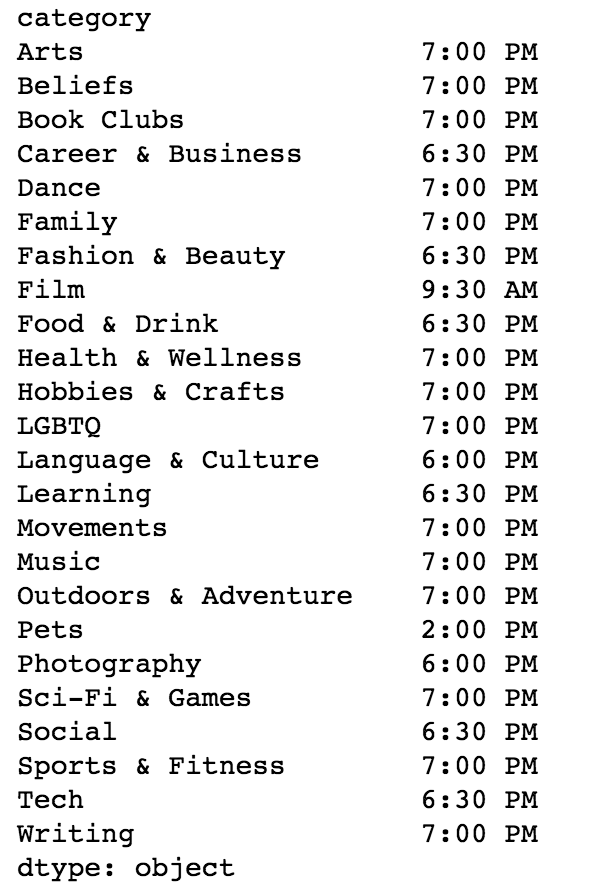 category
Arts 7:00 PM
Beliefs 7:00 PM
Book Clubs 7:00 PM
Career & Business 6:30 PM
Dance 7:00 PM
Family 7:00 PM
Fashion & Beauty 6:30 PM
Film 9:30 AM
Food & Drink 6:30 PM
Health & Wellness 7:00 PM
Hobbies & Crafts 7:00 PM
LGBTQ 7:00 PM
Language & Culture 6:00 PM
Learning 6:30 PM
Movements 7:00 PM
Music 7:00 PM
Outdoors & Adventure 7:00 PM
Pets 2:00 PM
Photography 6:00 PM
Sci-Fi & Games 7:00 PM
Social 6:30 PM
Sports & Fitness 7:00 PM
Tech 6:30 PM
Writing 7:00 PM
dtype: object